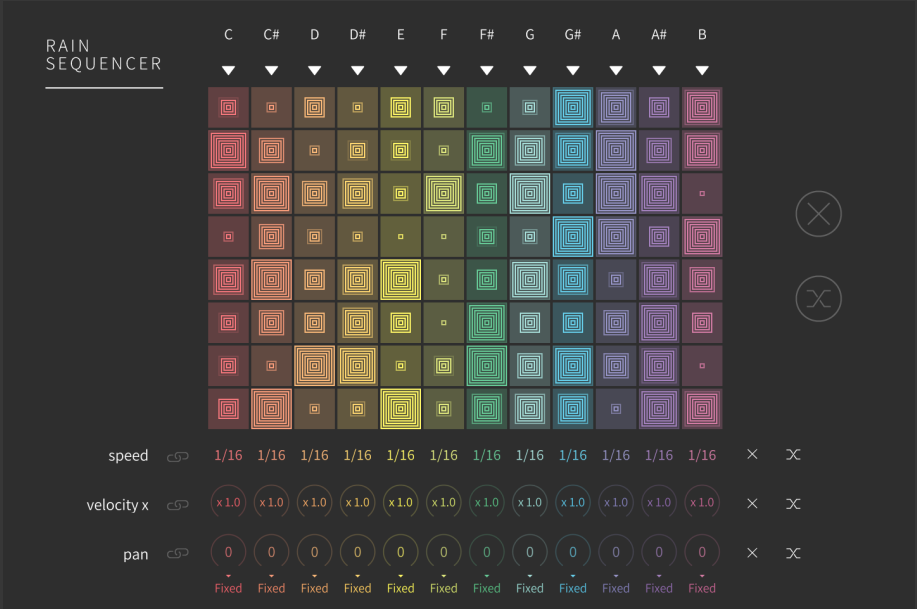 RAIN
SEQUENCER
C C# D D# E F F# G G# A A# B
speed 1/16 1/16 1/16 1/16 1/16 1/16 1/16 1/16 1/16 1/16 1/16 1/16
velocity x x 1.0 x 1.0 x 1.0 x 1.0 x 1.0 x 1.0 x 1.0 x 1.0 x 1.0 x 1.0 x 1.0 x 1.0
pan 0 0 0 0 0 0 0 0 0 0 0 0
Fixed Fixed Fixed Fixed Fixed Fixed Fixed Fixed Fixed Fixed Fixed Fixed